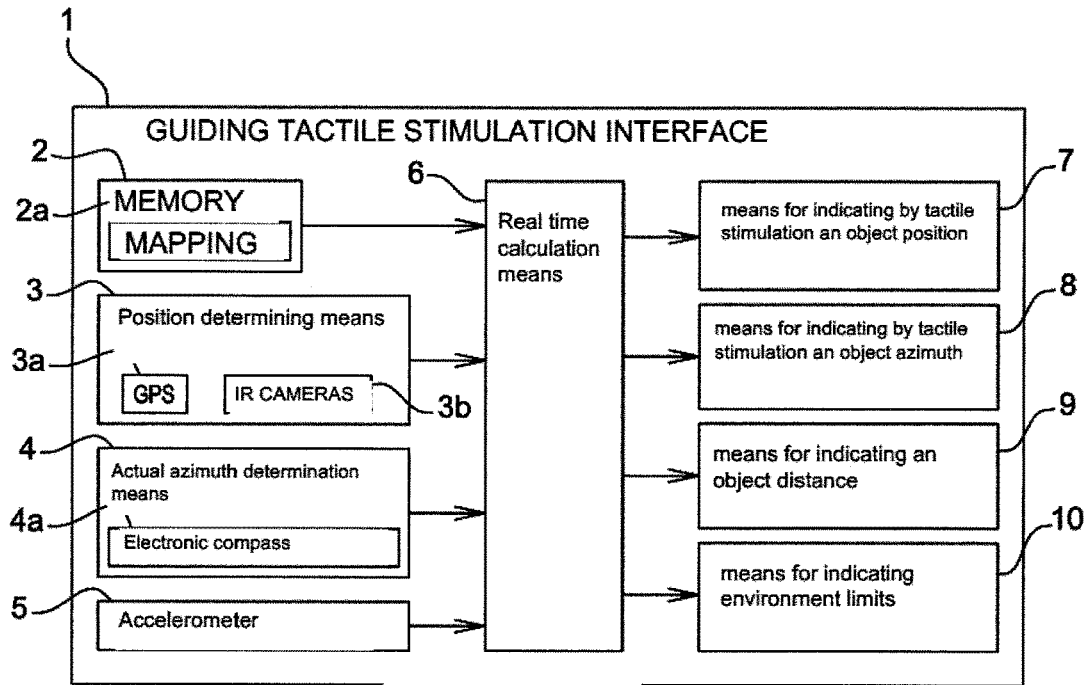 1
GUIDING TACTILE STIMULATION INTERFACE
2
2a
MEMORY
MAPPING
3
Position determining means
3a
GPS
IR CAMERAS
3b
4
Actual azimuth determination
means
4a
Electronic compass
5
Accelerometer
6
Real time
calculation
means
7
means for indicating by tactile
stimulation an object position
8
means for indicating by tactile
stimulation an object azimuth
9
means for indicating an
object distance
10
means for indicating
environment limits